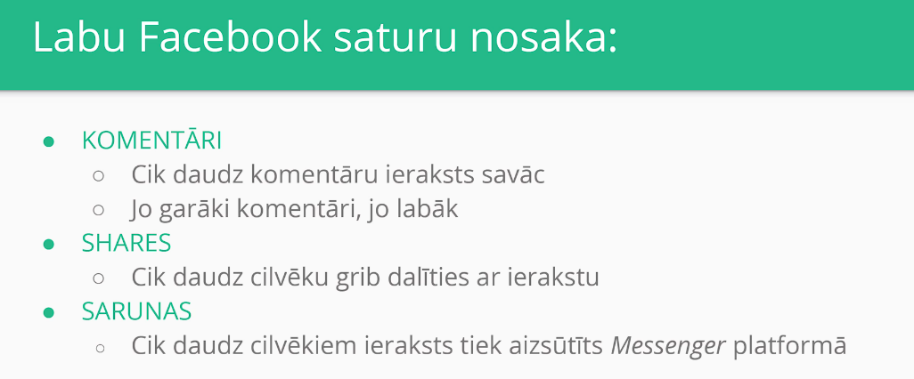 Labu Facebook saturu nosaka:
● KOMENTĀRI
○ Cik daudz komentāru ieraksts savāc
○ Jo garāki komentāri, jo labāk
● SHARES
○ Cik daudz cilvēku grib dalīties ar ierakstu
● SARUNAS
○ Cik daudz cilvēkiem ieraksts tiek aizsūtīts Messenger platformā